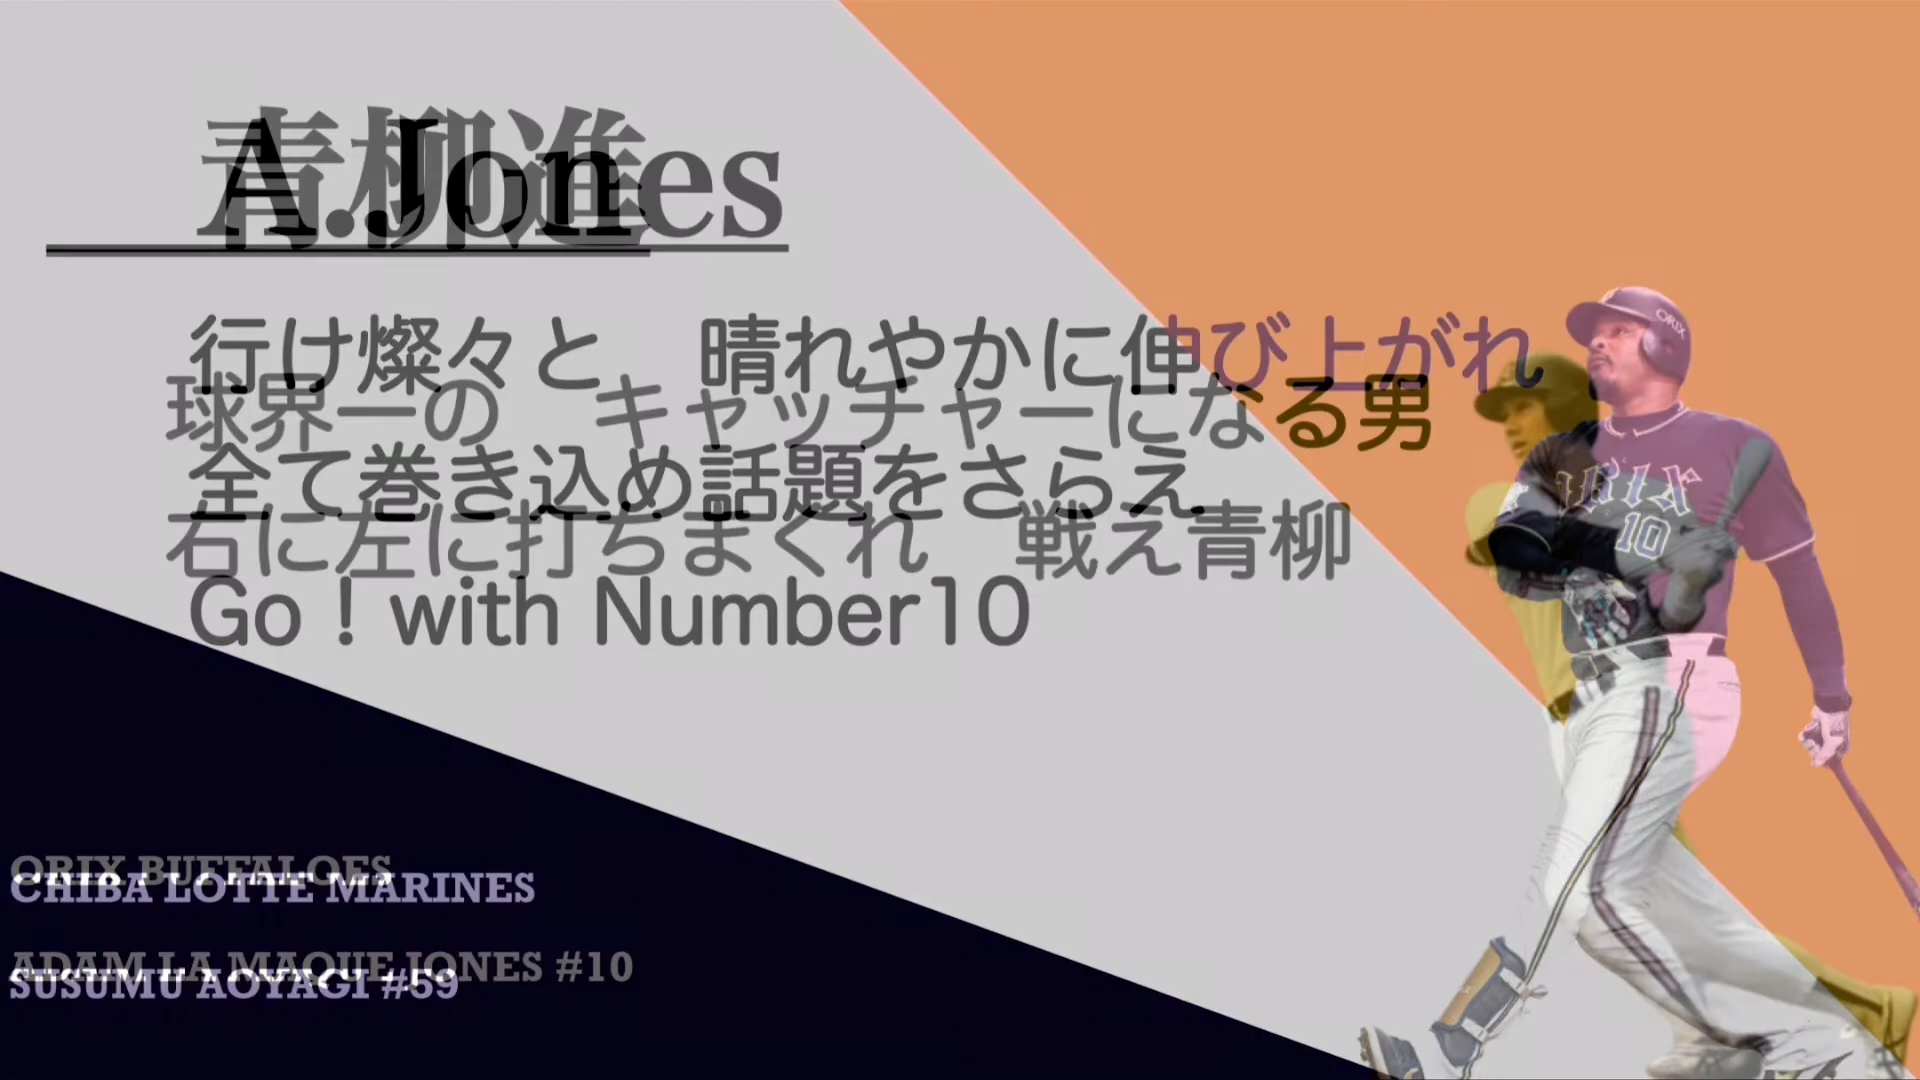 青柳進
A.Jones
行け燦々と　晴れやかに伸び上がれ
球界一の　キャッチャーになる男
全て巻き込め話題をさらえ
右に左に打ちまくれ　戦え青柳
Go！with Number10
ORIX
ORIX
10
ORIX BUFFALOES
CHIBA LOTTE MARINES
ADAM LA MAQUE JONES #10
SUSUMU AOYAGI #59